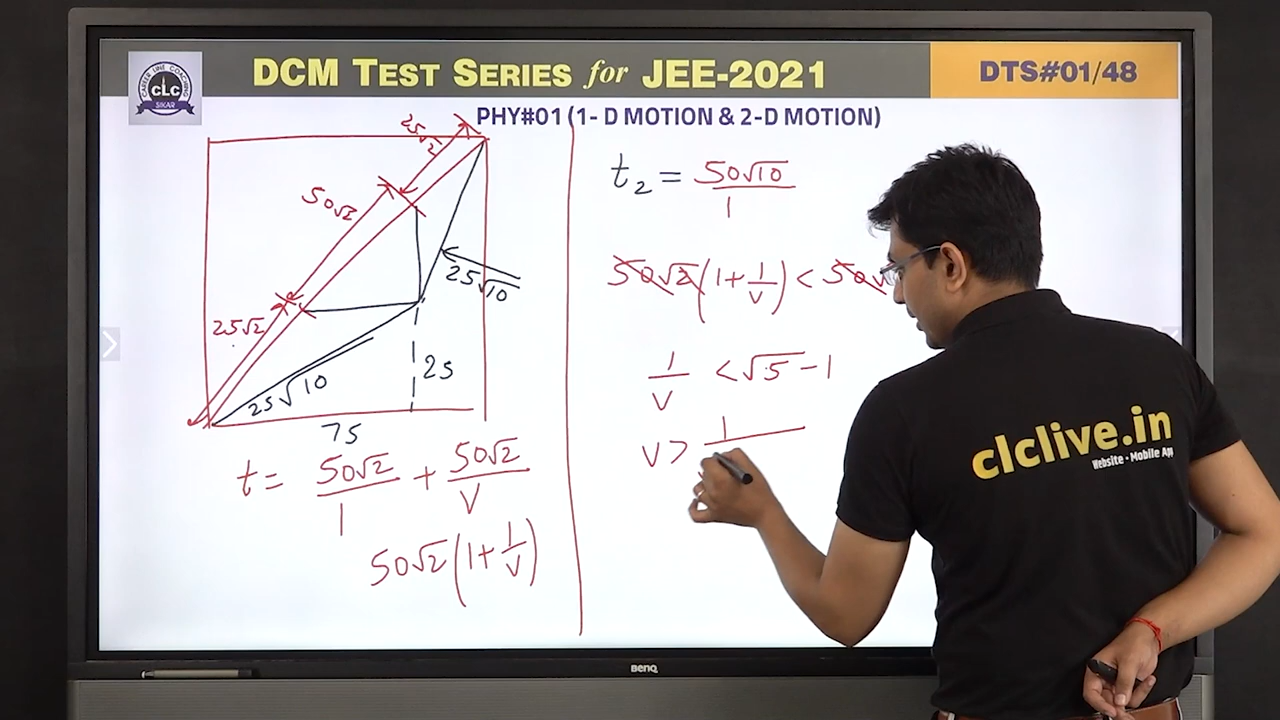 CAREER LINE COACHING
CLC
SIKAR
DCM TEST SERIES for JEE-2021
DTS#01/48
PHY#01 (1- D MOTION & 2-D MOTION)
25√2
50√2
25√2
25√10
25√10
25
75
t = 50√2/1 + 50√2/v
50√2(1+1/v)
t₂ = 50√10/1
50√2(1+1/v) < 50√
1/v < √5 - 1
v > 1
clclive.in
Website - Mobile App
BenQ